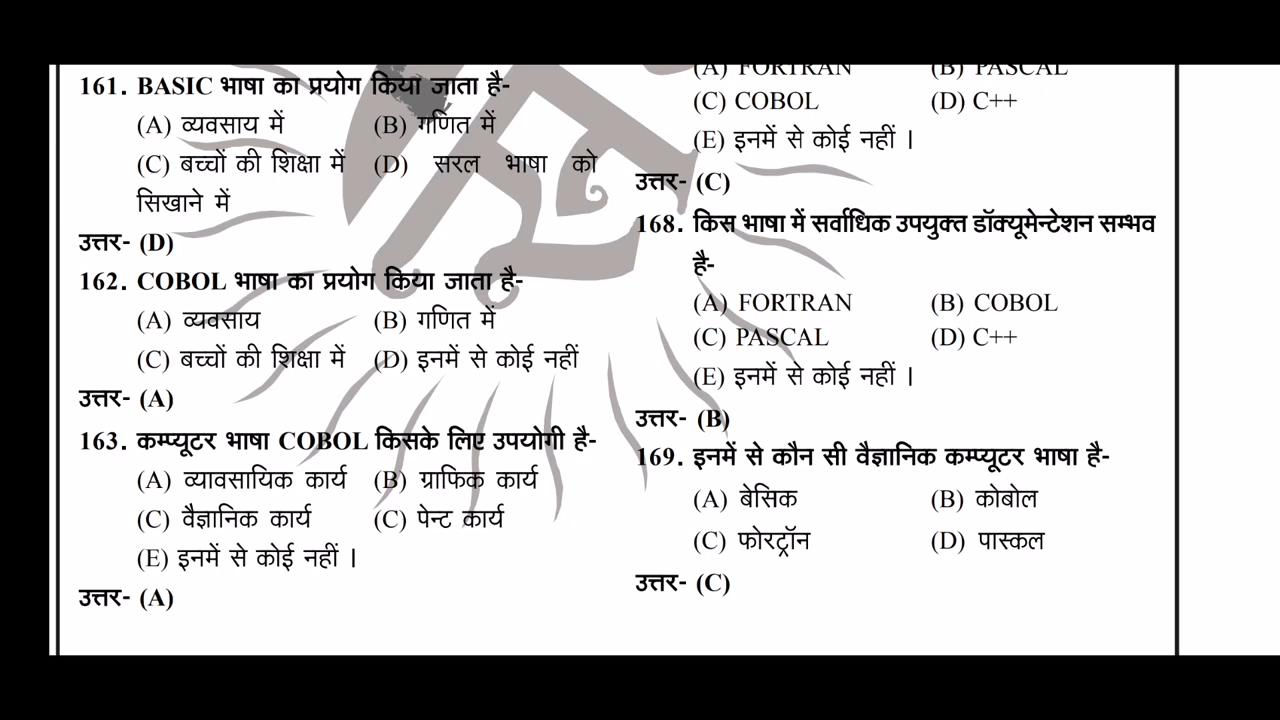 161. BASIC भाषा का प्रयोग किया जाता है-
(A) व्यवसाय में (B) गणित में
(C) बच्चों की शिक्षा में (D) सरल भाषा को
सिखाने में
उत्तर- (D)
162. COBOL भाषा का प्रयोग किया जाता है-
(A) व्यवसाय (B) गणित में
(C) बच्चों की शिक्षा में (D) इनमें से कोई नहीं
उत्तर- (A)
163. कम्प्यूटर भाषा COBOL किसके लिए उपयोगी है-
(A) व्यावसायिक कार्य (B) ग्राफिक कार्य
(C) वैज्ञानिक कार्य (C) पेन्ट कार्य
(E) इनमें से कोई नहीं ।
उत्तर- (A)
(A) FORTRAN (B) PASCAL
(C) COBOL (D) C++
(E) इनमें से कोई नहीं ।
उत्तर- (C)
168. किस भाषा में सर्वाधिक उपयुक्त डॉक्यूमेन्टेशन सम्भव
है-
(A) FORTRAN (B) COBOL
(C) PASCAL (D) C++
(E) इनमें से कोई नहीं ।
उत्तर- (B)
169. इनमें से कौन सी वैज्ञानिक कम्प्यूटर भाषा है-
(A) बेसिक (B) कोबोल
(C) फोरट्रॉन (D) पास्कल
उत्तर- (C)